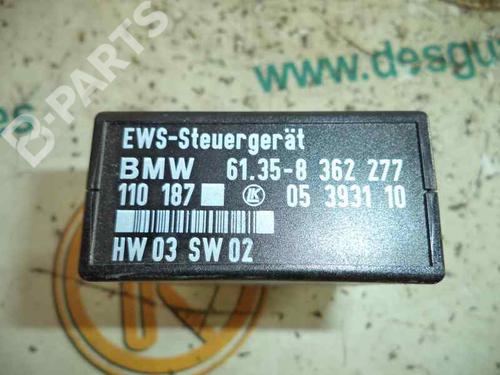 B-PARTS
www.desgu
EWS-Steuergerät
BMW 61.35-8 362 277
110 187 LK 05 3931 10
HW 03 SW 02